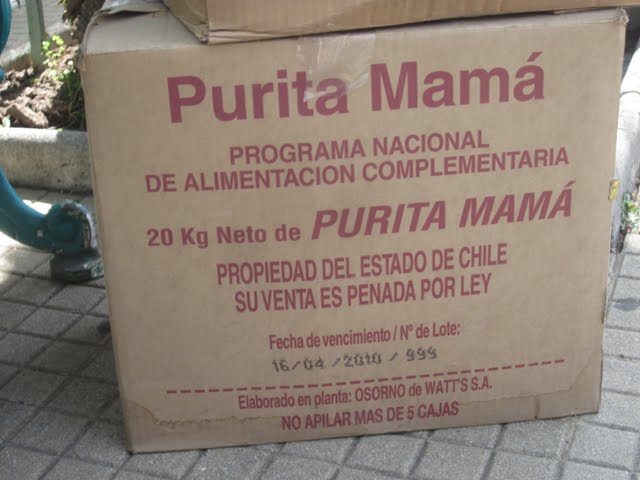 Purita Mamá
PROGRAMA NACIONAL
DE ALIMENTACION COMPLEMENTARIA
20 Kg Neto de PURITA MAMÁ
PROPIEDAD DEL ESTADO DE CHILE
SU VENTA ES PENADA POR LEY
Fecha de vencimiento / Nº de Lote:
16/04/2010/999
Elaborado en planta: OSORNO de WATT'S S.A.
NO APILAR MAS DE 5 CAJAS